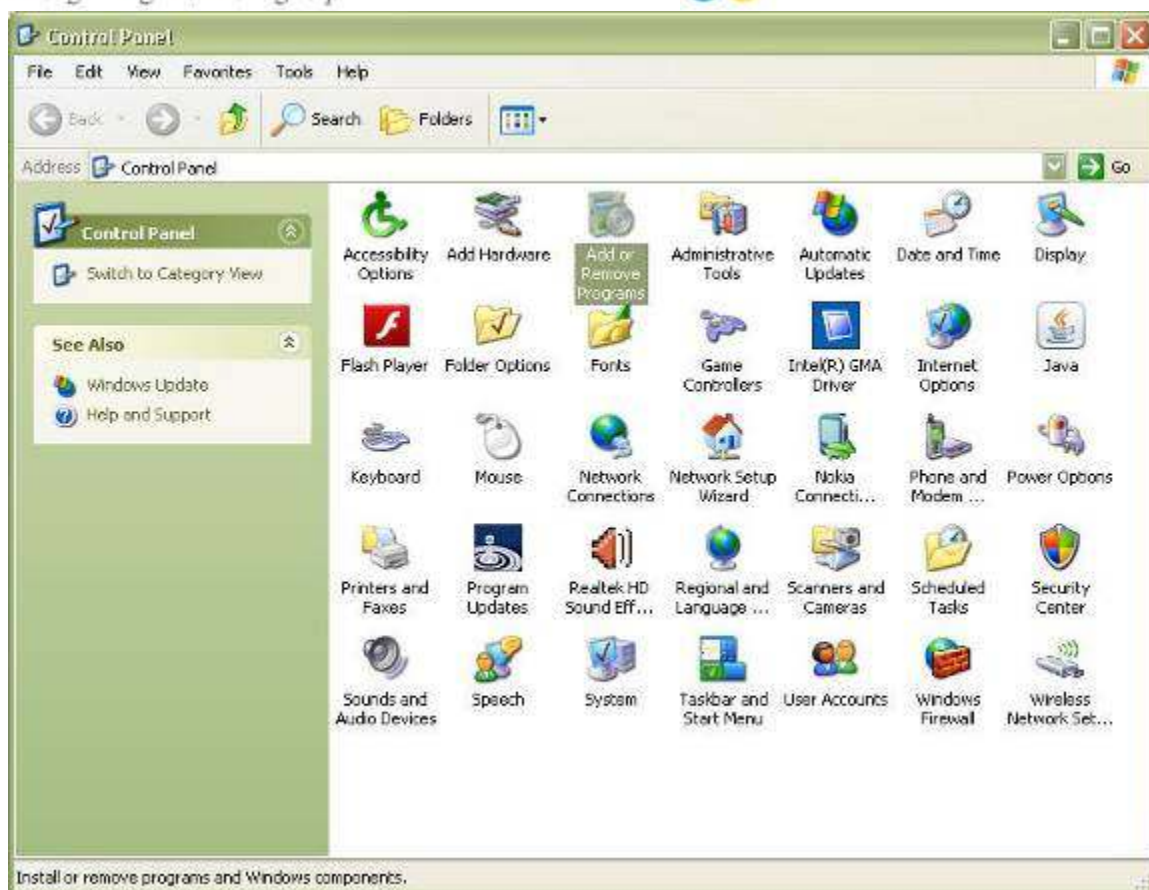 Control Panel
File Edit View Favorites Tools Help
Back Search Folders
Address Control Panel Go
Control Panel
Switch to Category View
See Also
Windows Update
Help and Support
Accessibility Options
Add Hardware
Add or Remove Programs
Administrative Tools
Automatic Updates
Date and Time
Display
Flash Player
Folder Options
Fonts
Game Controllers
Intel(R) GMA Driver
Internet Options
Java
Keyboard
Mouse
Network Connections
Network Setup Wizard
Nokia Connecti...
Phone and Modem ...
Power Options
Printers and Faxes
Program Updates
Realtek HD Sound Eff...
Regional and Language ...
Scanners and Cameras
Scheduled Tasks
Security Center
Sounds and Audio Devices
Speech
System
Taskbar and Start Menu
User Accounts
Windows Firewall
Wireless Network Set...
Install or remove programs and Windows components.